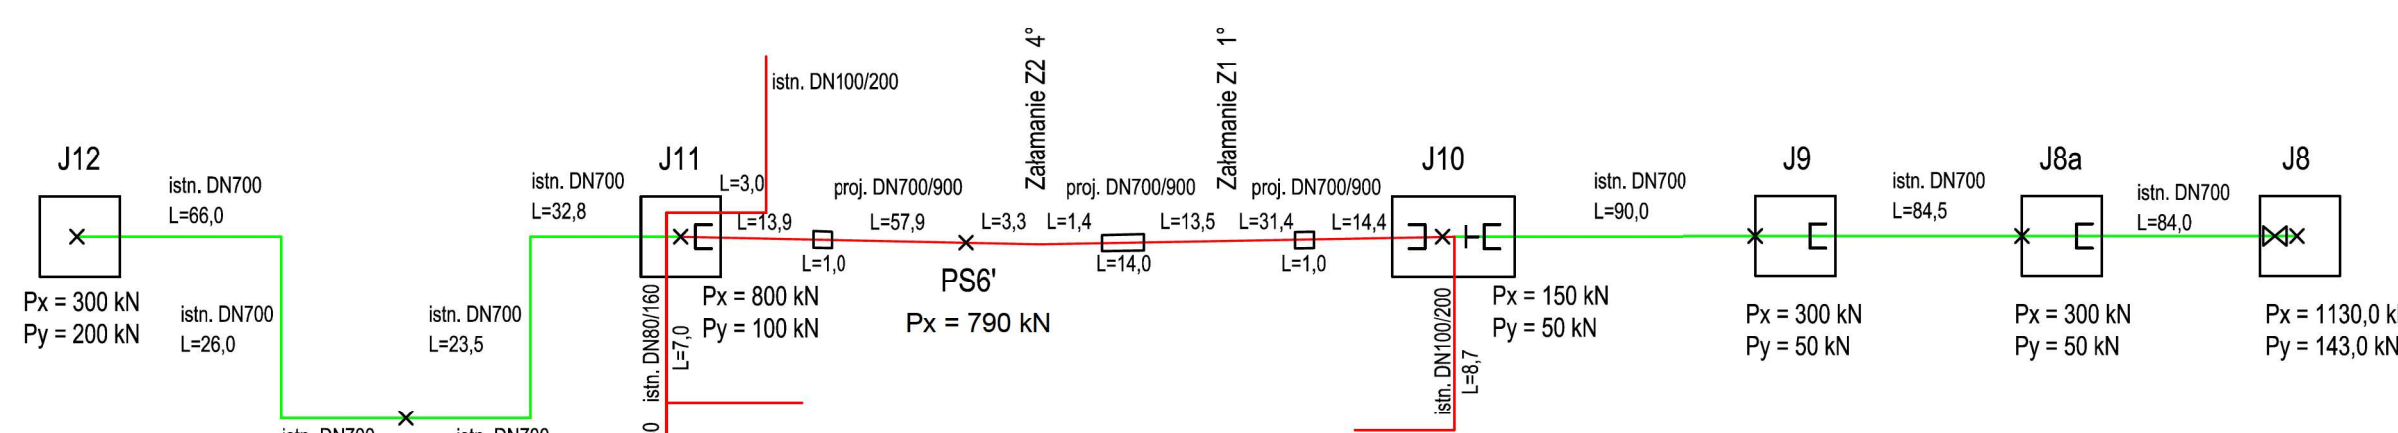 Załamanie Z2 4°
Załamanie Z1 1°
istn. DN100/200
J12
J11
J10
J9
J8a
J8
istn. DN700
L=66,0
istn. DN700
L=32,8
L=3,0
proj. DN700/900
proj. DN700/900
proj. DN700/900
L=13,9
L=57,9
L=3,3
L=1,4
L=13,5
L=31,4
L=14,4
istn. DN700
L=90,0
istn. DN700
L=84,5
istn. DN700
L=84,0
L=1,0
L=14,0
L=1,0
PS6'
Px = 790 kN
Px = 300 kN
Py = 200 kN
istn. DN700
L=26,0
istn. DN700
L=23,5
istn. DN80/160
L=7,0
Px = 800 kN
Py = 100 kN
istn. DN100/200
L=8,7
Px = 150 kN
Py = 50 kN
Px = 300 kN
Py = 50 kN
Px = 300 kN
Py = 50 kN
Px = 1130,0 k
Py = 143,0 kN
istn. DN700
istn. DN700
0